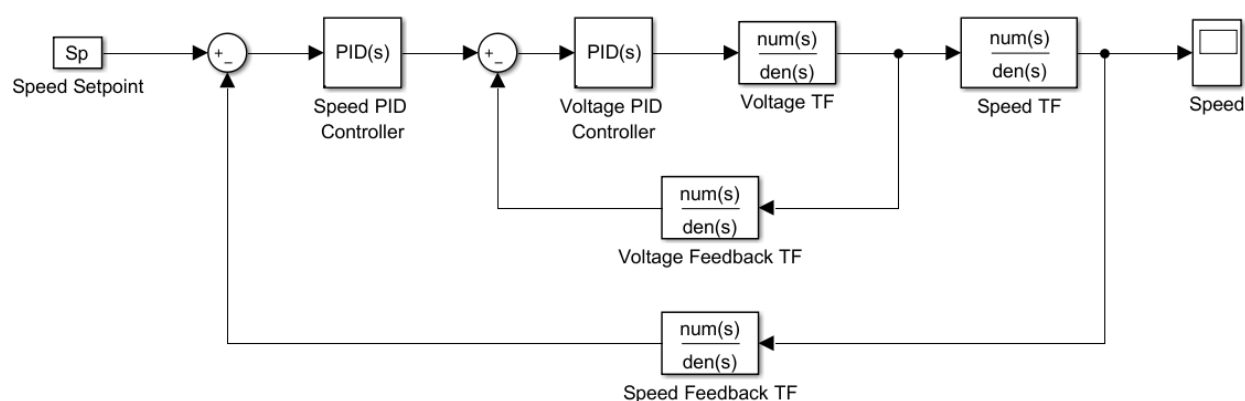 Sp
Speed Setpoint
+
−
PID(s)
Speed PID
Controller
+
−
PID(s)
Voltage PID
Controller
num(s)
den(s)
Voltage TF
num(s)
den(s)
Speed TF
Speed
num(s)
den(s)
Voltage Feedback TF
num(s)
den(s)
Speed Feedback TF